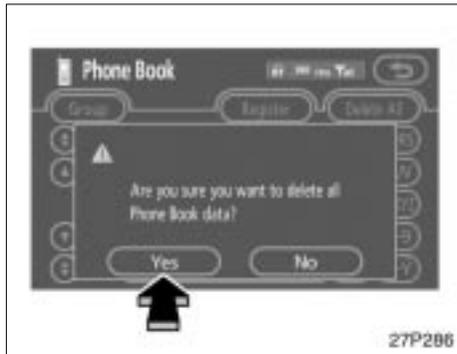 Phone Book
Group
Register
Delete All
Are you sure you want to delete all
Phone Book data?
Yes
No
27P286